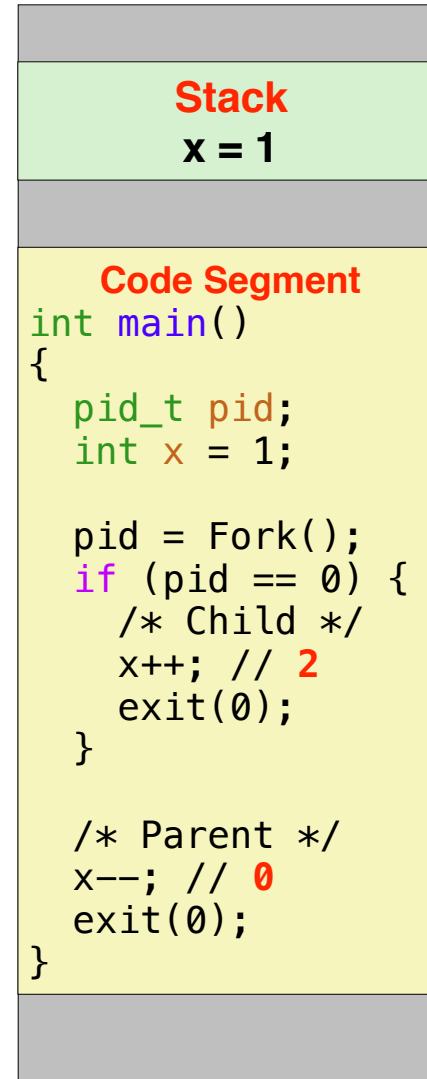 Stack
x = 1
Code Segment
int main()
{
  pid_t pid;
  int x = 1;

  pid = Fork();
  if (pid == 0) {
    /* Child */
    x++; // 2
    exit(0);
  }

  /* Parent */
  x--; // 0
  exit(0);
}